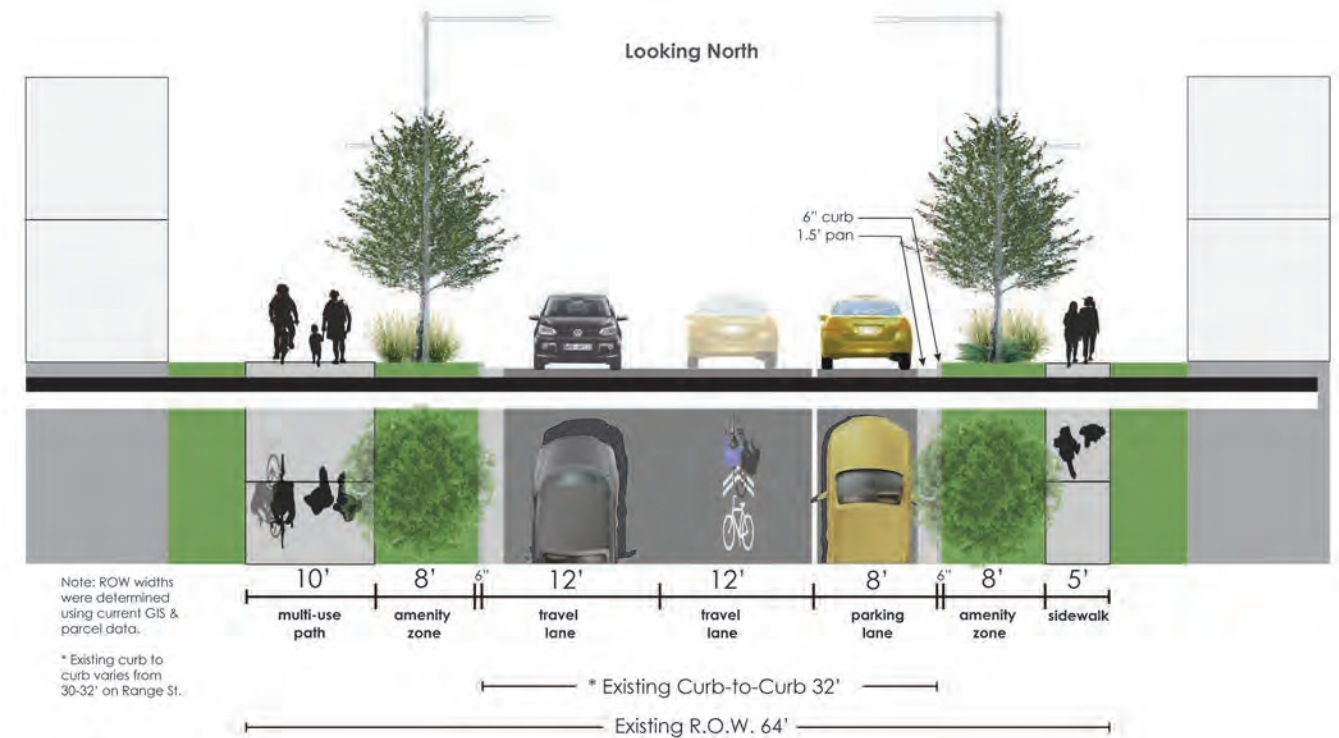 Looking North
6" curb
1.5' pan
10'
8'
6"
12'
12'
8'
6"
8'
5'
multi-use
path
amenity
zone
travel
lane
travel
lane
parking
lane
amenity
zone
sidewalk
Note: ROW widths
were determined
using current GIS &
parcel data.
* Existing curb to
curb varies from
30-32' on Range St.
* Existing Curb-to-Curb 32'
Existing R.O.W. 64'